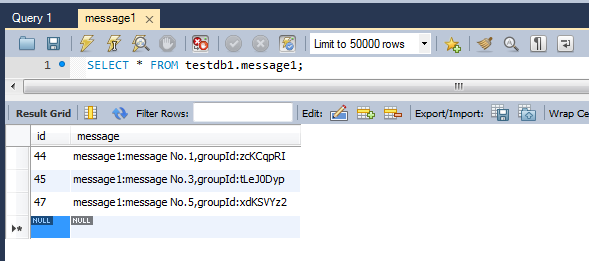 Query 1 message1 ×
Limit to 50000 rows
1 SELECT * FROM testdb1.message1;
Result Grid Filter Rows: Edit: Export/Import: Wrap Ce
id message
44 message1:message No.1,groupId:zcKCqpRI
45 message1:message No.3,groupId:tLeJ0Dyp
47 message1:message No.5,groupId:xdKSVYz2
NULL NULL